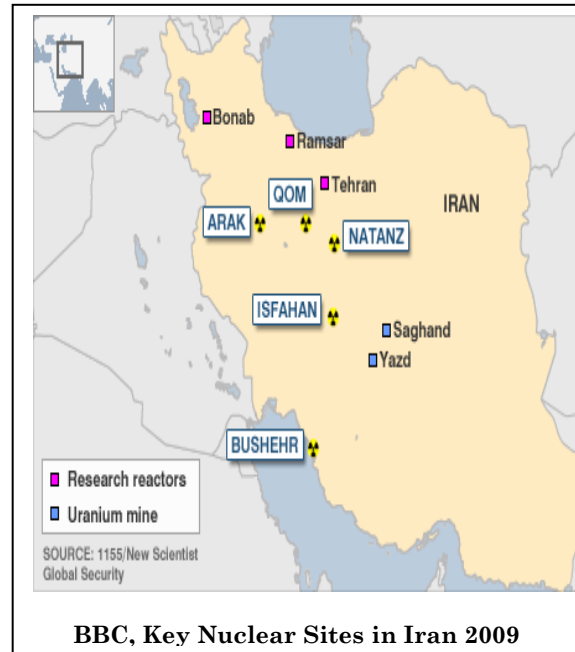 Bonab
Ramsar
Tehran
QOM
IRAN
ARAK
NATANZ
ISFAHAN
Saghand
Yazd
BUSHEHR
Research reactors
Uranium mine
SOURCE: 1155/New Scientist
Global Security
BBC, Key Nuclear Sites in Iran 2009